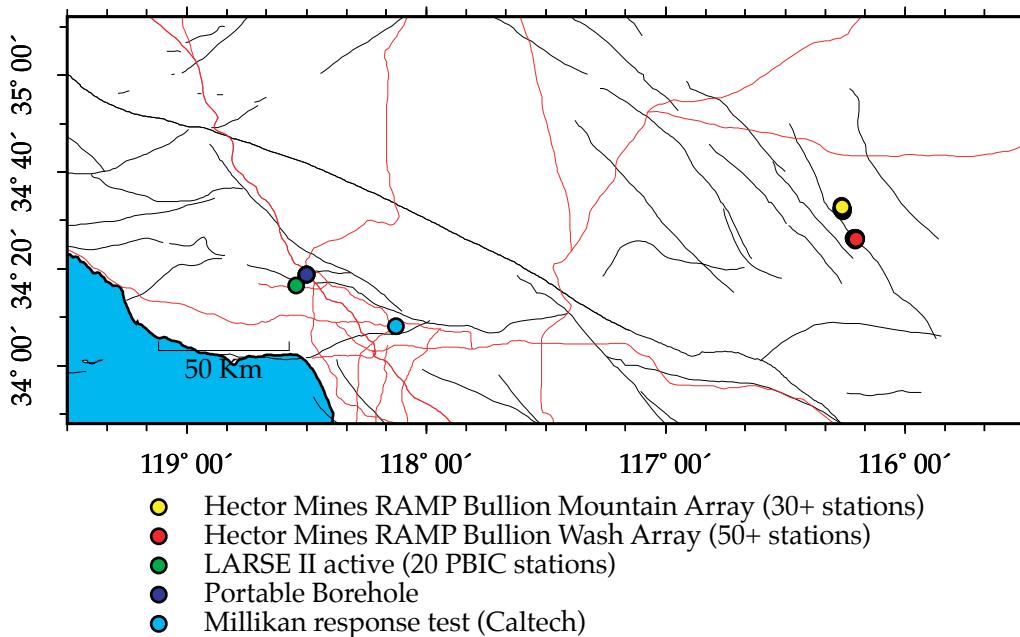 35° 00´
34° 40´
34° 20´
34° 00´
50 Km
119° 00´
118° 00´
117° 00´
116° 00´
Hector Mines RAMP Bullion Mountain Array (30+ stations)
Hector Mines RAMP Bullion Wash Array (50+ stations)
LARSE II active (20 PBIC stations)
Portable Borehole
Millikan response test (Caltech)